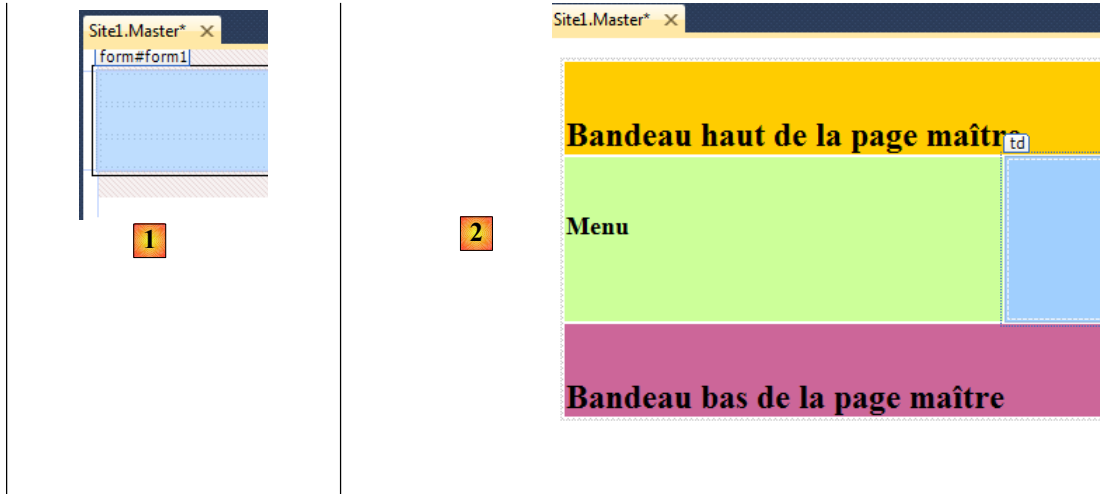 Site1.Master* ×
form#form1
1
2
Site1.Master* ×
Bandeau haut de la page maître
td
Menu
Bandeau bas de la page maître